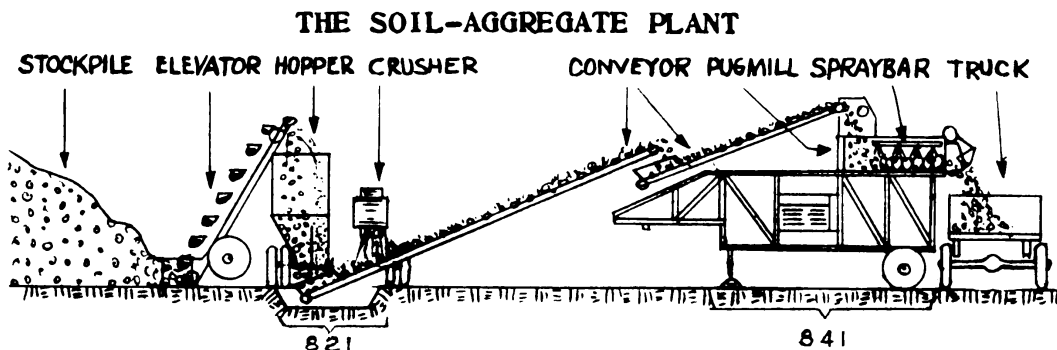 THE SOIL-AGGREGATE PLANT
STOCKPILE ELEVATOR HOPPER CRUSHER CONVEYOR PUGMILL SPRAYBAR TRUCK
821 841